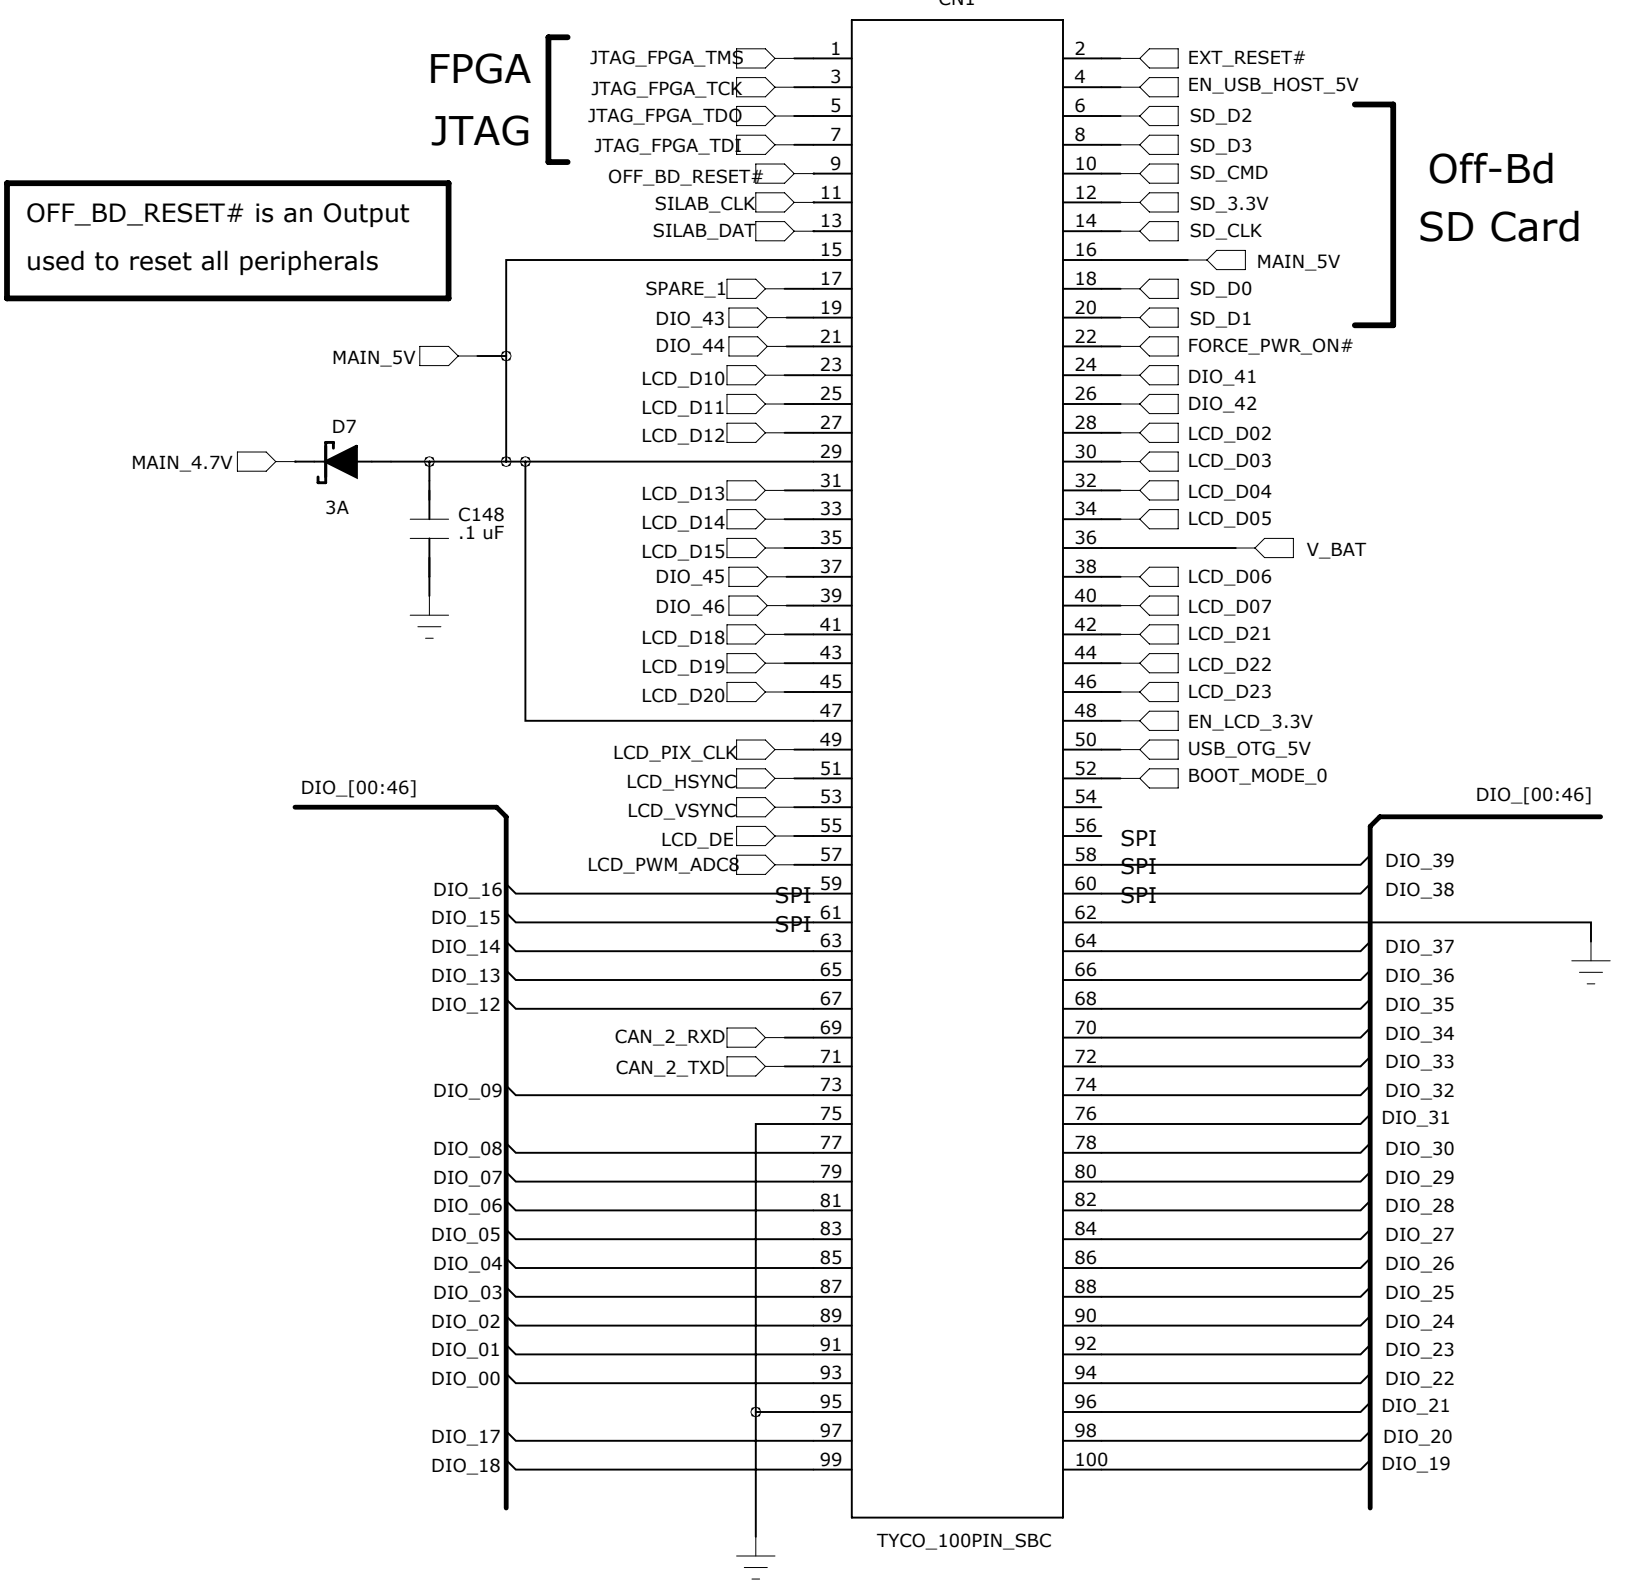 CN1
FPGA
JTAG
JTAG_FPGA_TMS 1
JTAG_FPGA_TCK 3
JTAG_FPGA_TDO 5
JTAG_FPGA_TDI 7
OFF_BD_RESET# 9
SILAB_CLK 11
SILAB_DAT 13
15
SPARE_1 17
DIO_43 19
DIO_44 21
LCD_D10 23
LCD_D11 25
LCD_D12 27
29
LCD_D13 31
LCD_D14 33
LCD_D15 35
DIO_45 37
DIO_46 39
LCD_D18 41
LCD_D19 43
LCD_D20 45
47
LCD_PIX_CLK 49
LCD_HSYNC 51
LCD_VSYNC 53
LCD_DE 55
LCD_PWM_ADC8 57
OFF_BD_RESET# is an Output
used to reset all peripherals
MAIN_5V
D7
MAIN_4.7V
3A
C148
.1 uF
DIO_[00:46]
DIO_16 SPI 59
DIO_15 SPI 61
DIO_14 63
DIO_13 65
DIO_12 67
CAN_2_RXD 69
CAN_2_TXD 71
DIO_09 73
75
DIO_08 77
DIO_07 79
DIO_06 81
DIO_05 83
DIO_04 85
DIO_03 87
DIO_02 89
DIO_01 91
DIO_00 93
95
DIO_17 97
DIO_18 99
2 EXT_RESET#
4 EN_USB_HOST_5V
6 SD_D2
8 SD_D3
10 SD_CMD
12 SD_3.3V
14 SD_CLK
16 MAIN_5V
18 SD_D0
20 SD_D1
22 FORCE_PWR_ON#
Off-Bd
SD Card
24 DIO_41
26 DIO_42
28 LCD_D02
30 LCD_D03
32 LCD_D04
34 LCD_D05
36 V_BAT
38 LCD_D06
40 LCD_D07
42 LCD_D21
44 LCD_D22
46 LCD_D23
48 EN_LCD_3.3V
50 USB_OTG_5V
52 BOOT_MODE_0
54
DIO_[00:46]
56 SPI
58 SPI DIO_39
60 SPI DIO_38
62
64 DIO_37
66 DIO_36
68 DIO_35
70 DIO_34
72 DIO_33
74 DIO_32
76 DIO_31
78 DIO_30
80 DIO_29
82 DIO_28
84 DIO_27
86 DIO_26
88 DIO_25
90 DIO_24
92 DIO_23
94 DIO_22
96 DIO_21
98 DIO_20
100 DIO_19
TYCO_100PIN_SBC